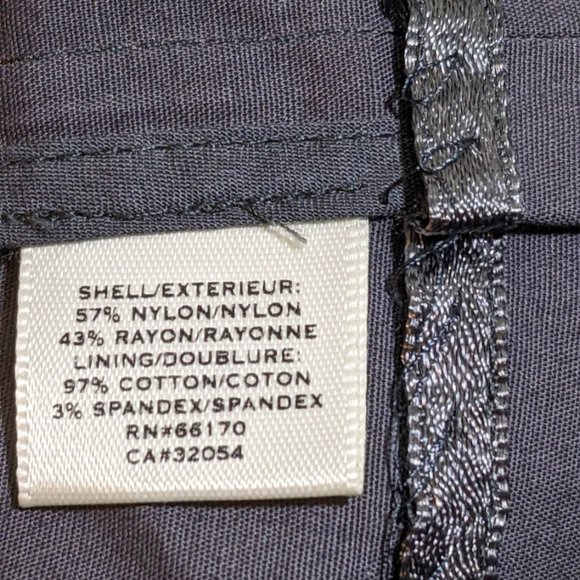 SHELL/EXTERIEUR:
57% NYLON/NYLON
43% RAYON/RAYONNE
LINING/DOUBLURE:
97% COTTON/COTON
3% SPANDEX/SPANDEX
RN#66170
CA#32054